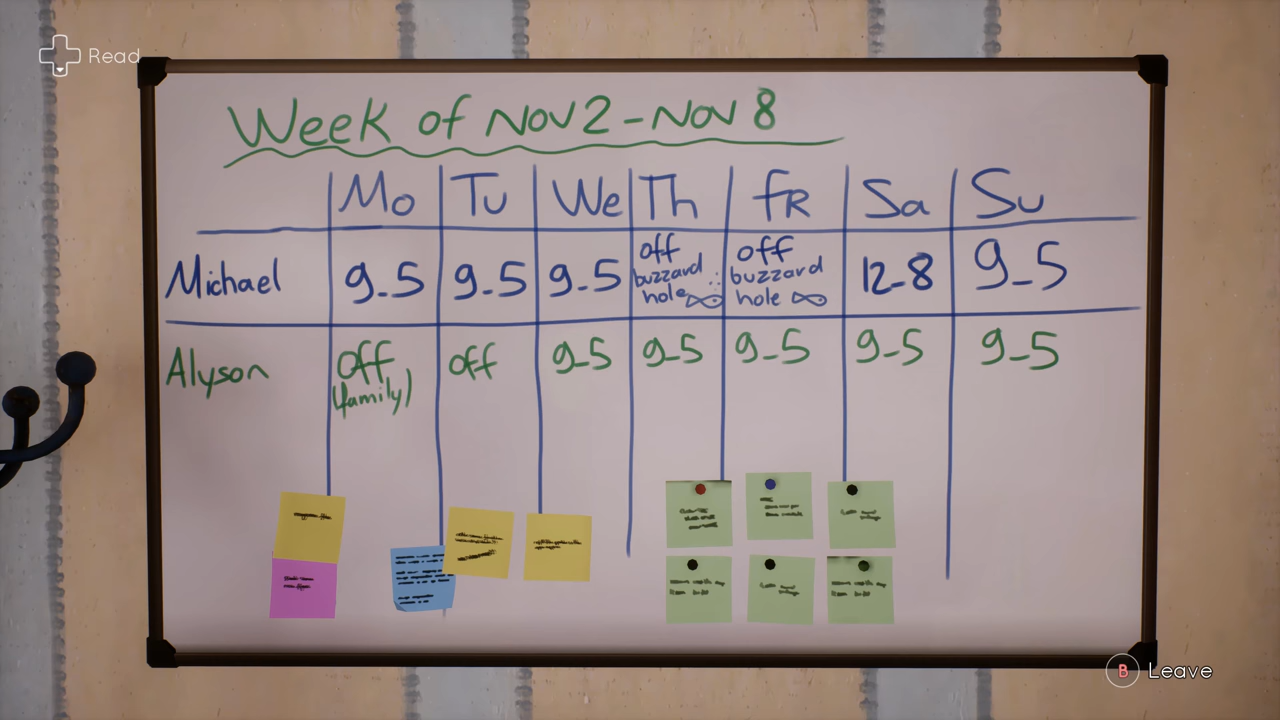 Read
Week of Nov 2 - Nov 8
Mo Tu We Th FR Sa Su
Michael 9-5 9-5 9-5 off buzzard hole off buzzard hole 12-8 9-5
Alyson off (family) off 9-5 9-5 9-5 9-5 9-5
B Leave